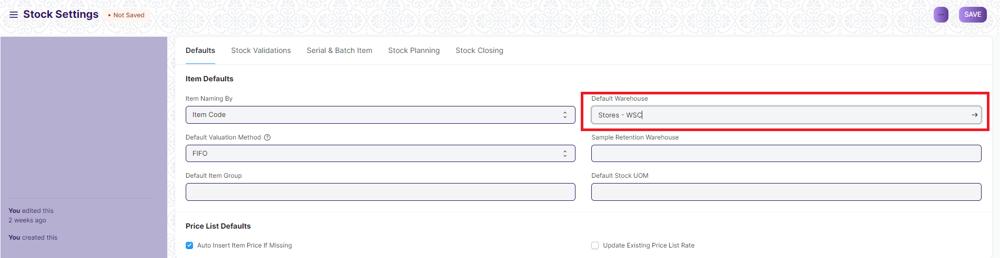 Stock Settings
• Not Saved
...
SAVE
Defaults
Stock Validations
Serial & Batch Item
Stock Planning
Stock Closing
Item Defaults
Item Naming By
Item Code
Default Warehouse
Stores - WSC
Default Valuation Method ?
FIFO
Sample Retention Warehouse
Default Item Group
Default Stock UOM
You edited this
2 weeks ago
You created this
Price List Defaults
Auto Insert Item Price If Missing
Update Existing Price List Rate